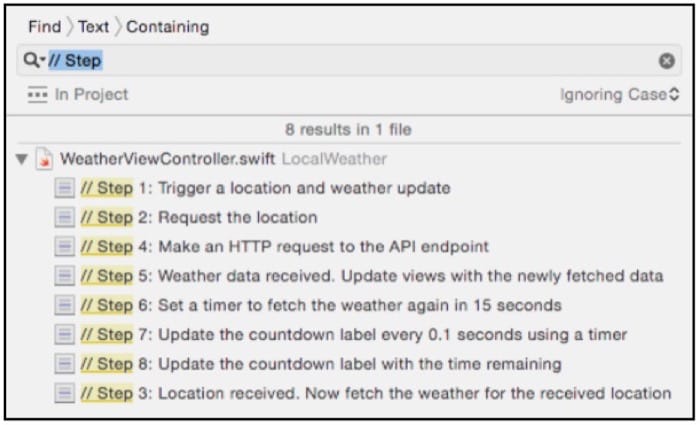 Find 〉Text 〉Containing
// Step
In Project Ignoring Case
8 results in 1 file
WeatherViewController.swift LocalWeather
// Step 1: Trigger a location and weather update
// Step 2: Request the location
// Step 4: Make an HTTP request to the API endpoint
// Step 5: Weather data received. Update views with the newly fetched data
// Step 6: Set a timer to fetch the weather again in 15 seconds
// Step 7: Update the countdown label every 0.1 seconds using a timer
// Step 8: Update the countdown label with the time remaining
// Step 3: Location received. Now fetch the weather for the received location